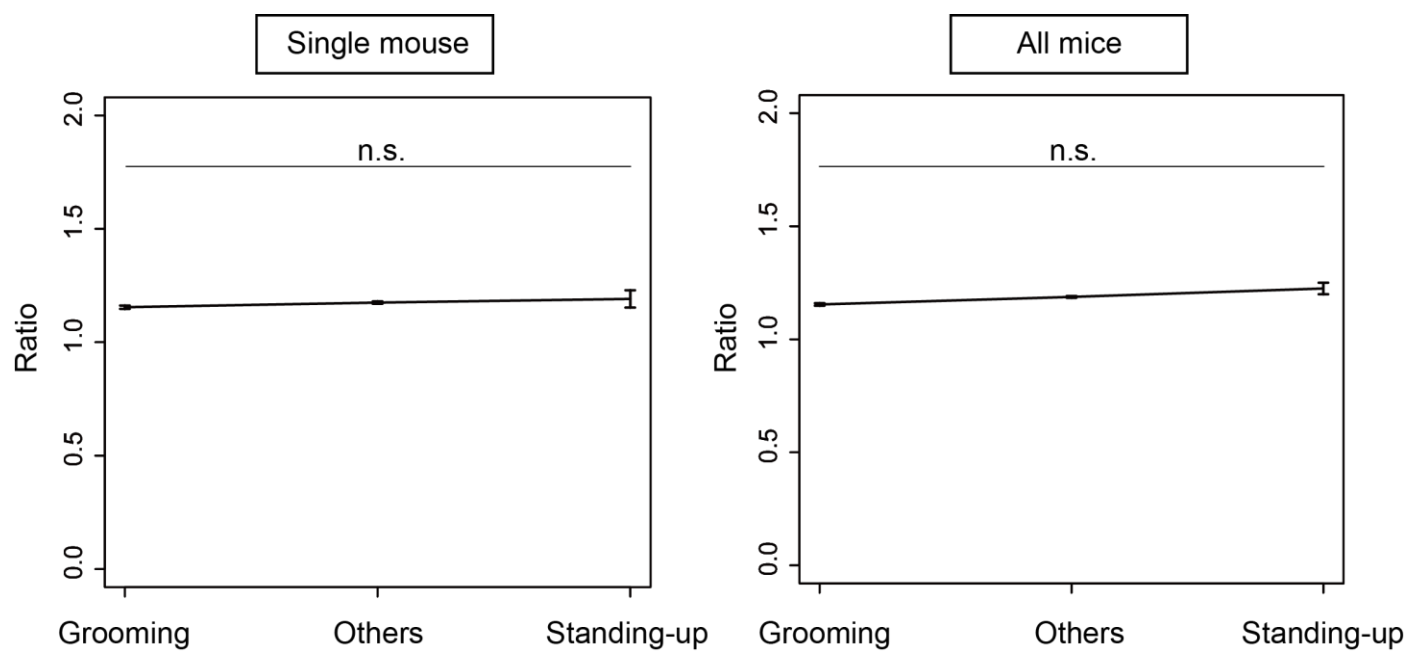 Single mouse
n.s.
Ratio
2.0
1.5
1.0
0.5
0.0
Grooming Others Standing-up
All mice
n.s.
Ratio
2.0
1.5
1.0
0.5
0.0
Grooming Others Standing-up